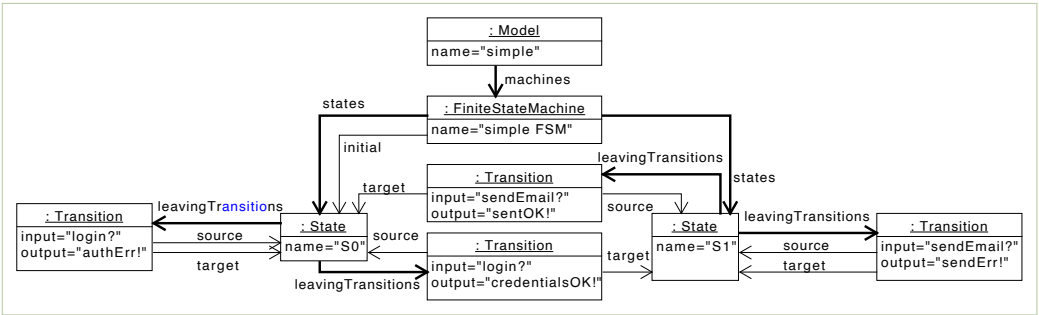 : Model
name="simple"
machines
states
: FiniteStateMachine
name="simple FSM"
initial
leavingTransitions
states
: Transition
input="sendEmail?"
output="sentOK!"
target
source
leavingTransitions
: Transition
input="login?"
output="authErr!"
source
target
: State
name="S0"
source
: Transition
input="login?"
output="credentialsOK!"
leavingTransitions
target
: State
name="S1"
leavingTransitions
source
target
: Transition
input="sendEmail?"
output="sendErr!"